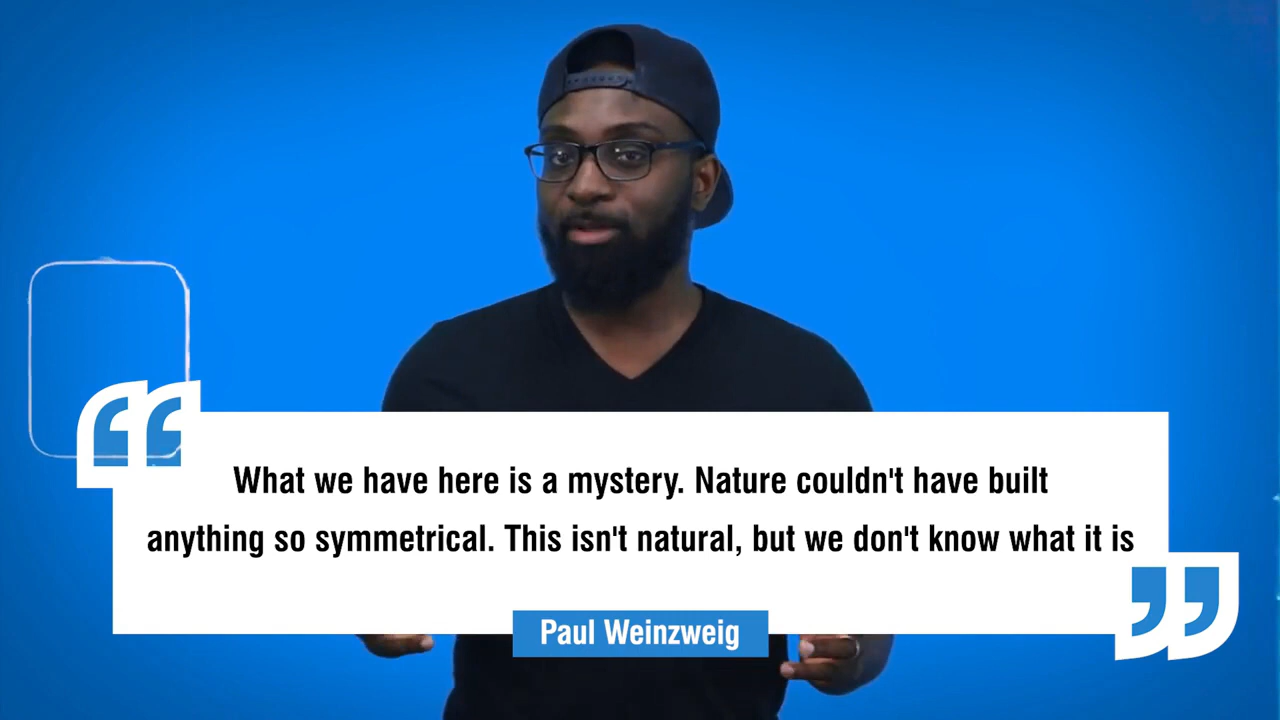 What we have here is a mystery. Nature couldn't have built
anything so symmetrical. This isn't natural, but we don't know what it is
Paul Weinzweig